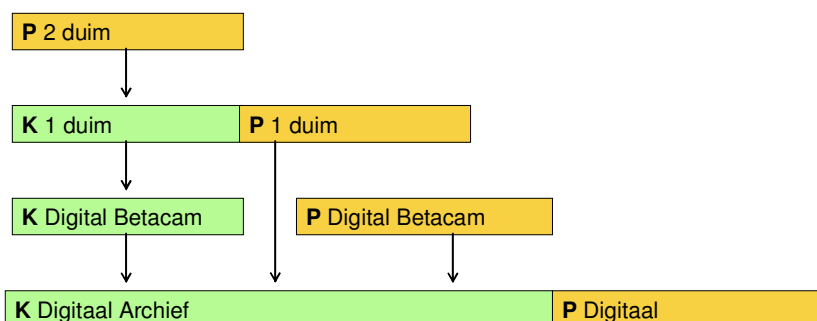 P 2 duim
K 1 duim
P 1 duim
K Digital Betacam
P Digital Betacam
K Digitaal Archief
P Digitaal